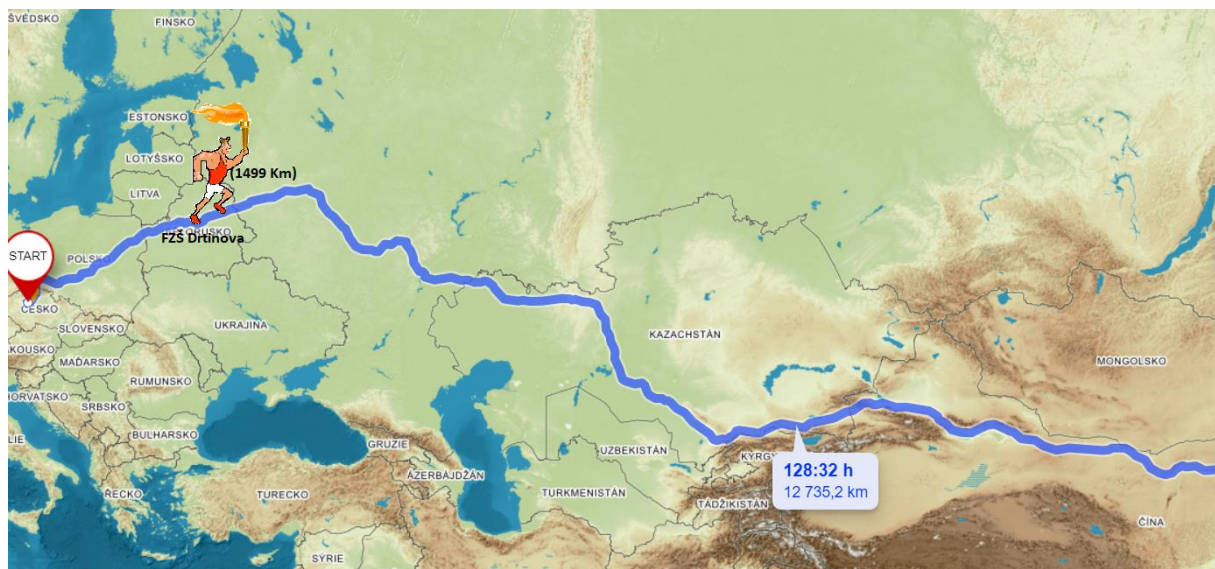 ŠVÉDSKO
FINSKO
ESTONSKO
LOTYŠSKO
(1499 Km)
LITVA
FZŠ Drtinova
START
POLSKO
ČESKO
SLOVENSKO
UKRAJINA
KAZACHSTÁN
MAĎARSKO
MONGOLSKO
RUMUNSKO
SRBSKO
BULHARSKO
GRUZIE
UZBEKISTÁN
128:32 h
12 735,2 km
ÁZERBÁJDŽÁN
ŘECKO
TURECKO
TURKMENISTÁN
TÁDŽIKISTÁN
ČÍNA
SÝRIE